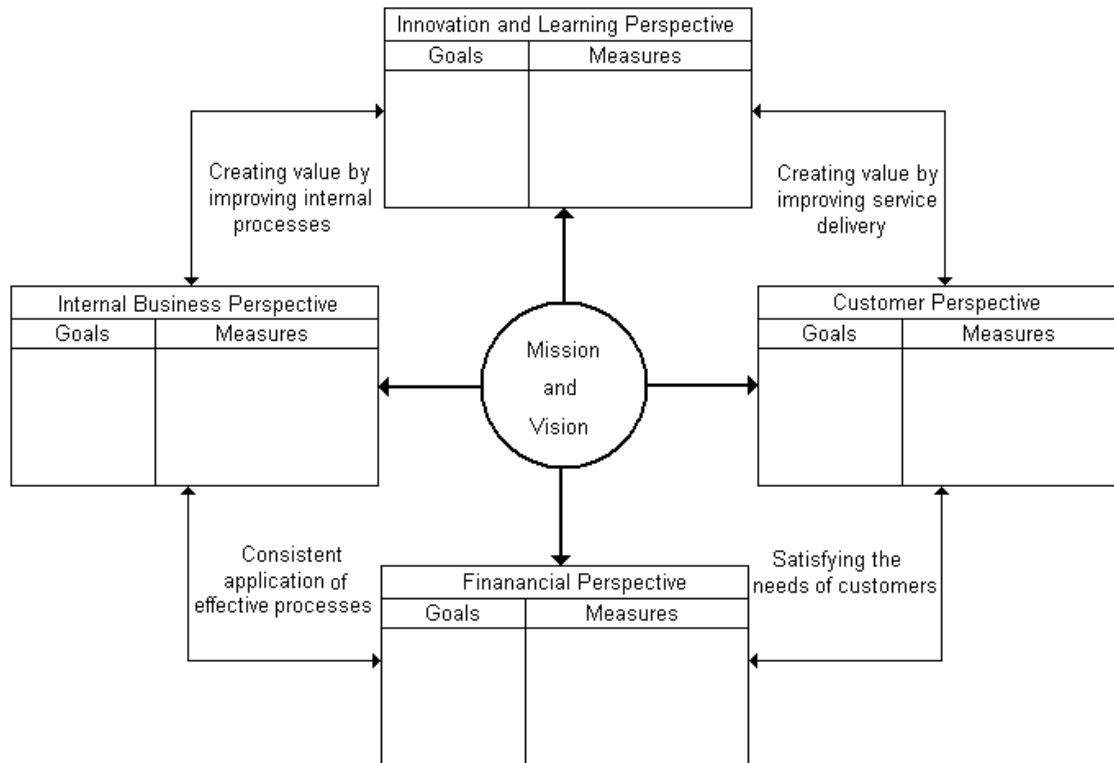 Innovation and Learning Perspective
Goals Measures
Creating value by
improving internal
processes
Creating value by
improving service
delivery
Internal Business Perspective
Goals Measures
Mission
and
Vision
Customer Perspective
Goals Measures
Consistent
application of
effective processes
Finanancial Perspective
Goals Measures
Satisfying the
needs of customers